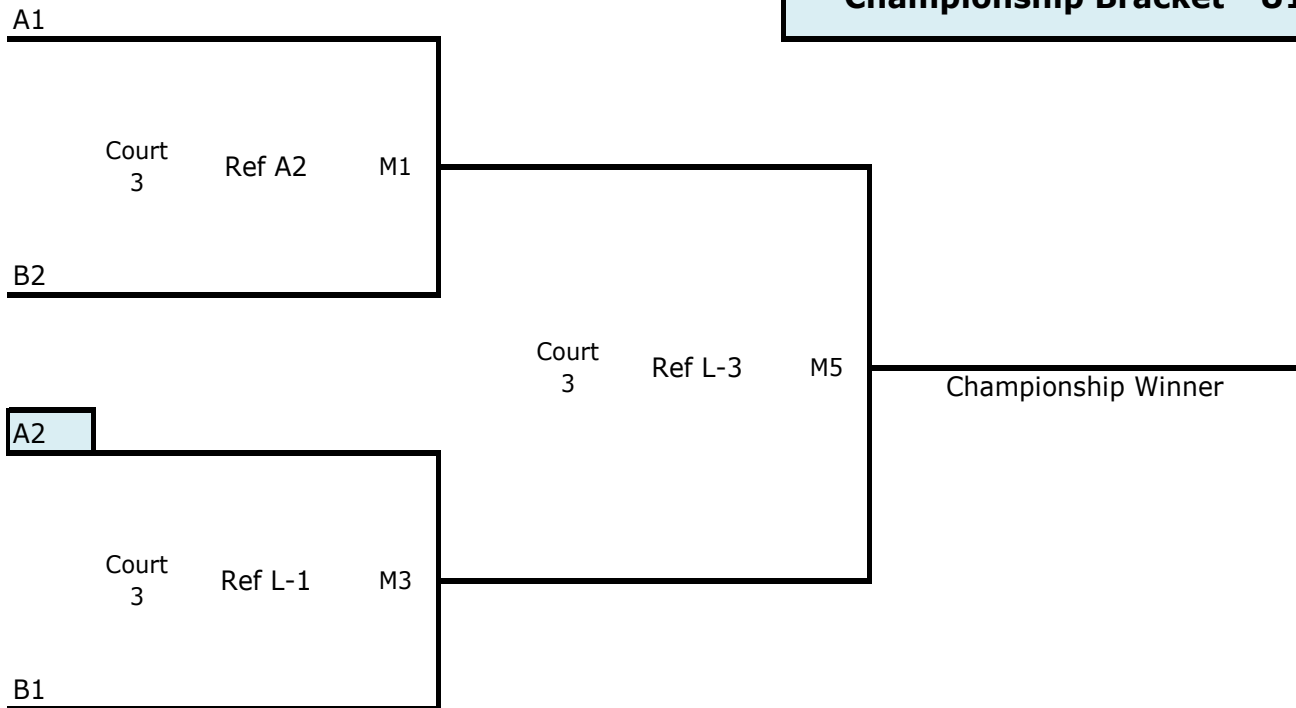 A1
Championship Bracket
Court
3
Ref A2
M1
B2
Court
3
Ref L-3
M5
Championship Winner
A2
Court
3
Ref L-1
M3
B1